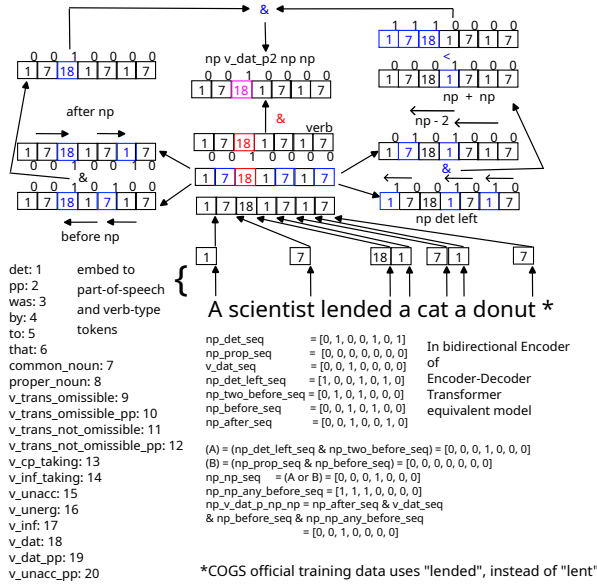 &
0 0 1 0 0 0 0
1 7 18 1 7 1 7
after np
1 7 18 1 7 1 7
0 0 1 0 0 1 0
&
0 0 1 0 1 0 0
1 7 18 1 7 1 7
before np
np v_dat_p2 np np
0 0 1 0 0 0 0
1 7 18 1 7 1 7
&
verb
1 7 18 1 7 1 7
0 0 1 0 0 0 0
1 7 18 1 7 1 7
1 7 18 1 7 1 7
1 1 1 0 0 0 0
1 7 18 1 7 1 7
<
0 0 0 1 0 0 0
1 7 18 1 7 1 7
np + np
np - 2
0 1 0 1 0 0 0
1 7 18 1 7 1 7
&
1 0 0 1 0 1 0
1 7 18 1 7 1 7
np det left
1 7 18 1 7 1 7
A scientist lended a cat a donut *
det: 1
pp: 2
was: 3
by: 4
to: 5
that: 6
common_noun: 7
proper_noun: 8
v_trans_omissible: 9
v_trans_omissible_pp: 10
v_trans_not_omissible: 11
v_trans_not_omissible_pp: 12
v_cp_taking: 13
v_inf_taking: 14
v_unacc: 15
v_unerg: 16
v_inf: 17
v_dat: 18
v_dat_pp: 19
v_unacc_pp: 20
embed to
part-of-speech
and verb-type
tokens
{
np_det_seq = [0, 1, 0, 0, 1, 0, 1]
np_prop_seq = [0, 0, 0, 0, 0, 0, 0]
v_dat_seq = [0, 0, 1, 0, 0, 0, 0]
np_det_left_seq = [1, 0, 0, 1, 0, 1, 0]
np_two_before_seq = [0, 1, 0, 1, 0, 0, 0]
np_before_seq = [0, 0, 1, 0, 1, 0, 0]
np_after_seq = [0, 0, 1, 0, 0, 1, 0]
In bidirectional Encoder
of
Encoder-Decoder
Transformer
equivalent model
(A) = (np_det_left_seq & np_two_before_seq) = [0, 0, 0, 1, 0, 0, 0]
(B) = (np_prop_seq & np_before_seq) = [0, 0, 0, 0, 0, 0, 0]
np_np_seq = (A or B) = [0, 0, 0, 1, 0, 0, 0]
np_np_any_before_seq = [1, 1, 1, 0, 0, 0, 0]
np_v_dat_p_np_np = np_after_seq & v_dat_seq
& np_before_seq & np_np_any_before_seq
= [0, 0, 1, 0, 0, 0, 0]
*COGS official training data uses "lended", instead of "lent"